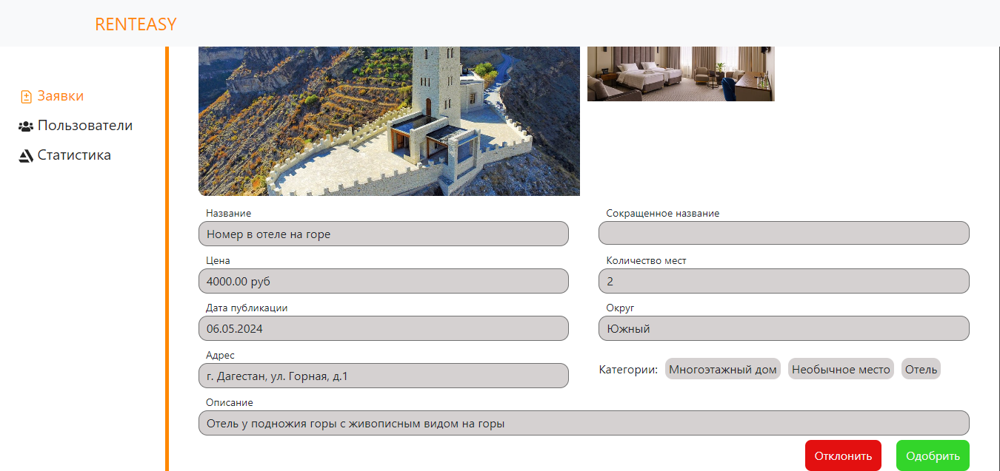 RENTEASY
Заявки
Пользователи
Статистика
Название
Номер в отеле на горе
Сокращенное название
Цена
4000.00 руб
Количество мест
2
Дата публикации
06.05.2024
Округ
Южный
Адрес
г. Дагестан, ул. Горная, д.1
Категории: Многоэтажный дом Необычное место Отель
Описание
Отель у подножия горы с живописным видом на горы
Отклонить Одобрить